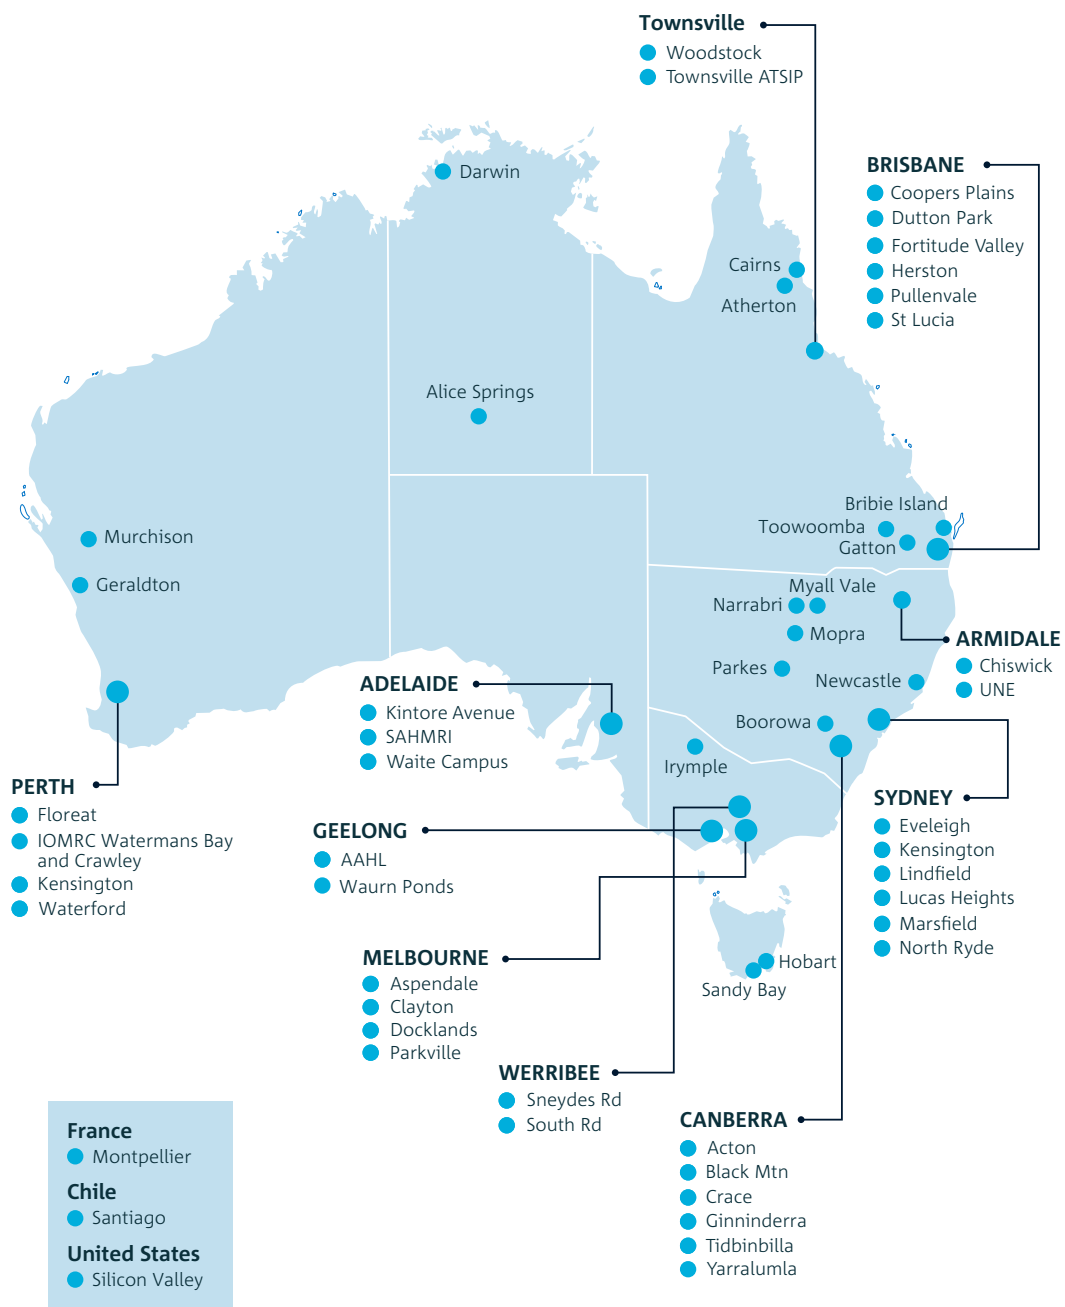 Townsville
Woodstock
Townsville ATSIP
BRISBANE
Coopers Plains
Dutton Park
Fortitude Valley
Herston
Pullenvale
St Lucia
Darwin
Cairns
Atherton
Alice Springs
Bribie Island
Toowoomba
Gatton
Murchison
Geraldton
Myall Vale
Narrabri
Mopra
Parkes
Newcastle
Boorowa
Irymple
ARMIDALE
Chiswick
UNE
ADELAIDE
Kintore Avenue
SAHMRI
Waite Campus
PERTH
Floreat
IOMRC Watermans Bay
and Crawley
Kensington
Waterford
GEELONG
AAHL
Waurn Ponds
SYDNEY
Eveleigh
Kensington
Lindfield
Lucas Heights
Marsfield
North Ryde
MELBOURNE
Aspendale
Clayton
Docklands
Parkville
Hobart
Sandy Bay
WERRIBEE
Sneydes Rd
South Rd
CANBERRA
Acton
Black Mtn
Crace
Ginninderra
Tidbinbilla
Yarralumla
France
Montpellier
Chile
Santiago
United States
Silicon Valley